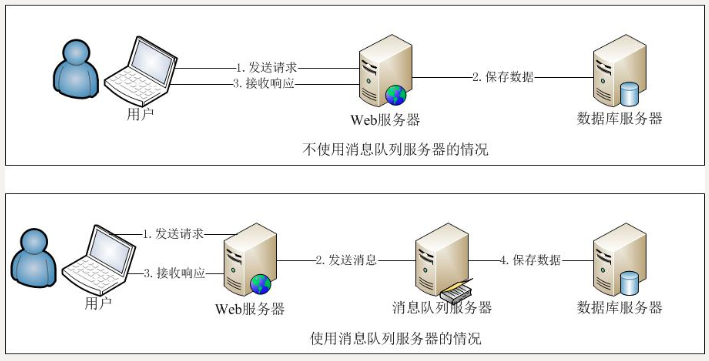 1. 发送请求
3. 接收响应
2. 保存数据
用户
Web服务器
数据库服务器
不使用消息队列服务器的情况
1. 发送请求
2. 发送消息
4. 保存数据
3. 接收响应
用户
Web服务器
消息队列服务器
数据库服务器
使用消息队列服务器的情况